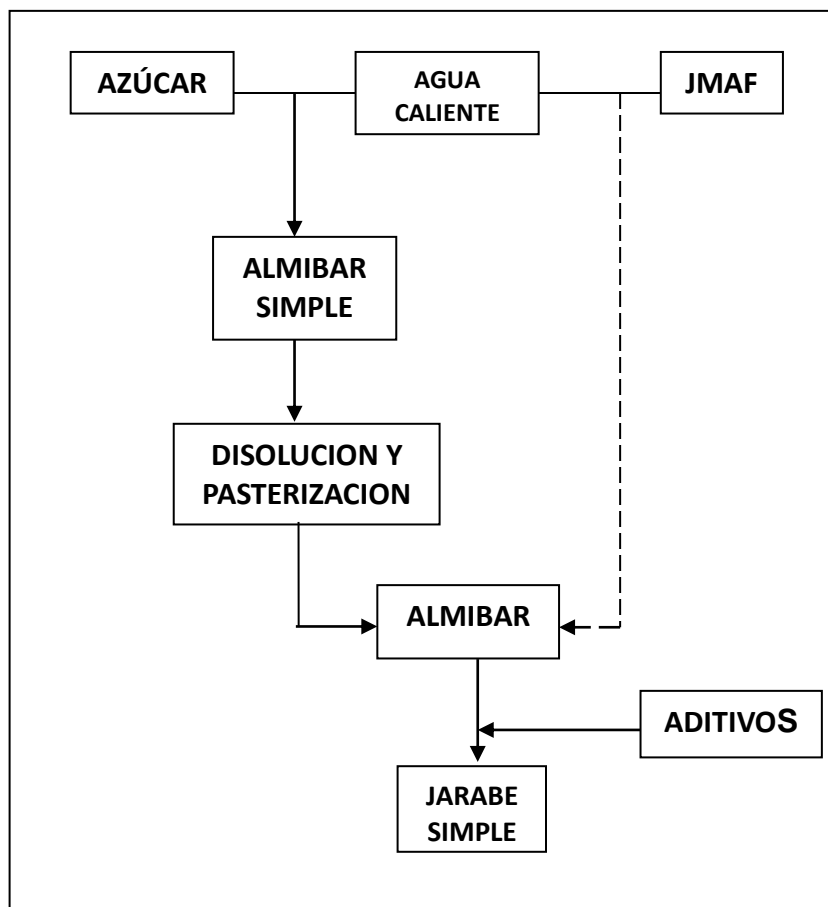 AZÚCAR
AGUA
CALIENTE
JMAF
ALMIBAR
SIMPLE
DISOLUCION Y
PASTERIZACION
ALMIBAR
ADITIVOS
JARABE
SIMPLE